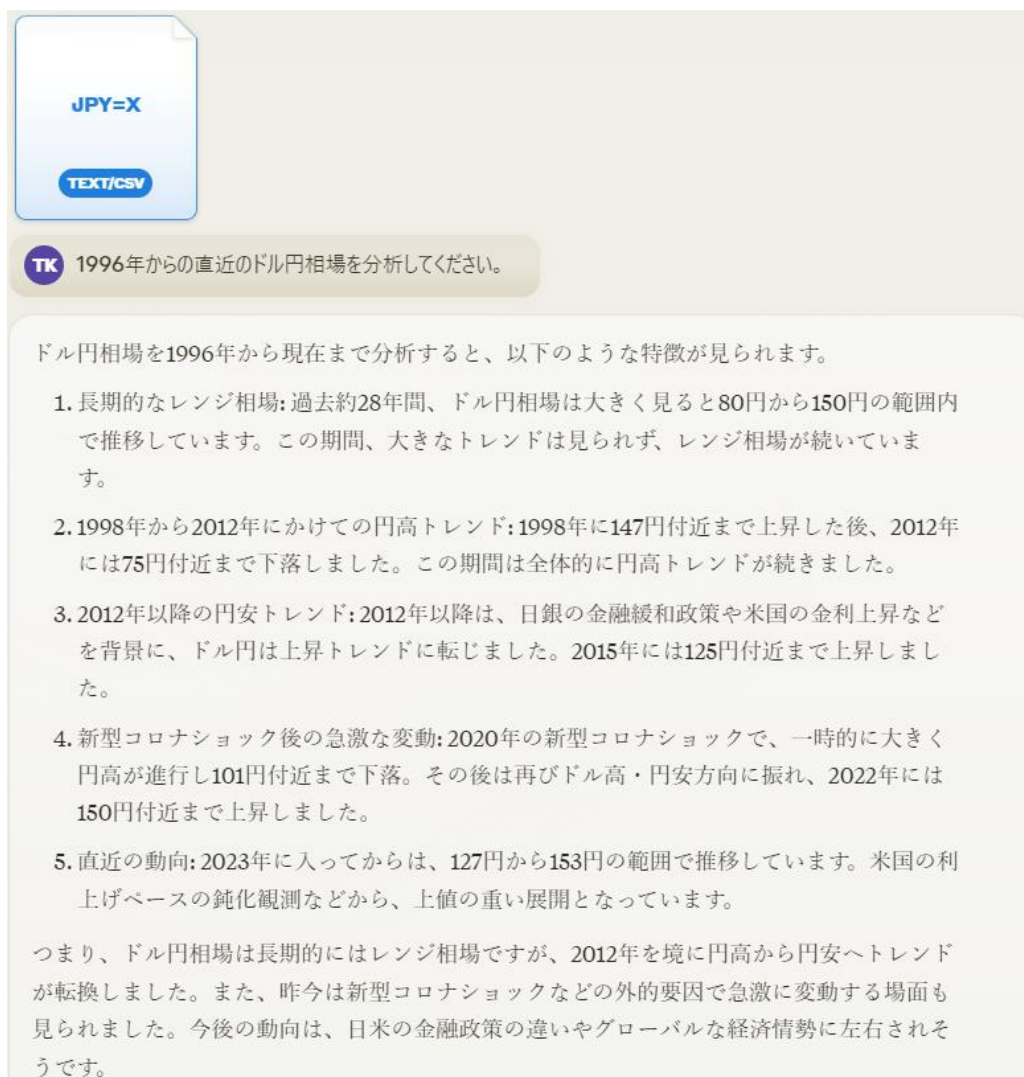 JPY=X
TEXT/CSV
TK 1996年からの直近のドル円相場を分析してください。
ドル円相場を1996年から現在まで分析すると、以下のような特徴が見られます。
1. 長期的なレンジ相場: 過去約28年間、ドル円相場は大きく見ると80円から150円の範囲内
で推移しています。この期間、大きなトレンドは見られず、レンジ相場が続いていま
す。
2. 1998年から2012年にかけての円高トレンド: 1998年に147円付近まで上昇した後、2012年
には75円付近まで下落しました。この期間は全体的に円高トレンドが続きました。
3. 2012年以降の円安トレンド: 2012年以降は、日銀の金融緩和政策や米国の金利上昇など
を背景に、ドル円は上昇トレンドに転じました。2015年には125円付近まで上昇しまし
た。
4. 新型コロナショック後の急激な変動: 2020年の新型コロナショックで、一時的に大きく
円高が進行し101円付近まで下落。その後は再びドル高・円安方向に振れ、2022年には
150円付近まで上昇しました。
5. 直近の動向: 2023年に入ってからは、127円から153円の範囲で推移しています。米国の利
上げペースの鈍化観測などから、上値の重い展開となっています。
つまり、ドル円相場は長期的にはレンジ相場ですが、2012年を境に円高から円安へトレンド
が転換しました。また、昨今は新型コロナショックなどの外的要因で急激に変動する場面も
見られました。今後の動向は、日米の金融政策の違いやグローバルな経済情勢に左右されそ
うです。